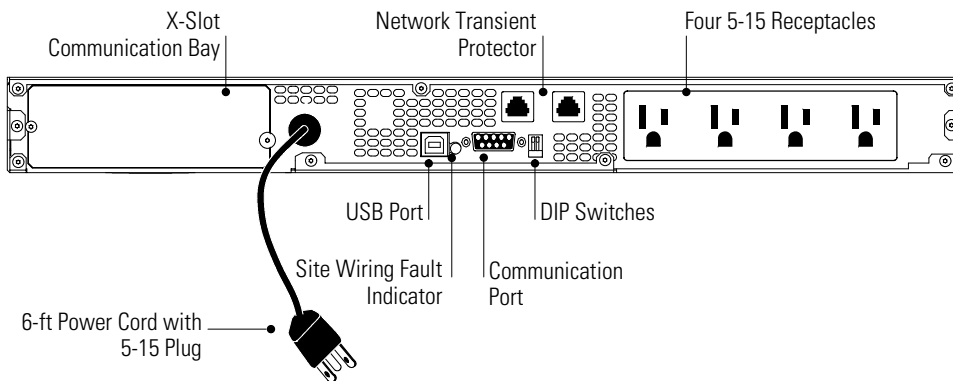 X-Slot
Communication Bay
Network Transient
Protector
Four 5-15 Receptacles
USB Port
DIP Switches
Site Wiring Fault
Indicator
Communication
Port
6-ft Power Cord with
5-15 Plug